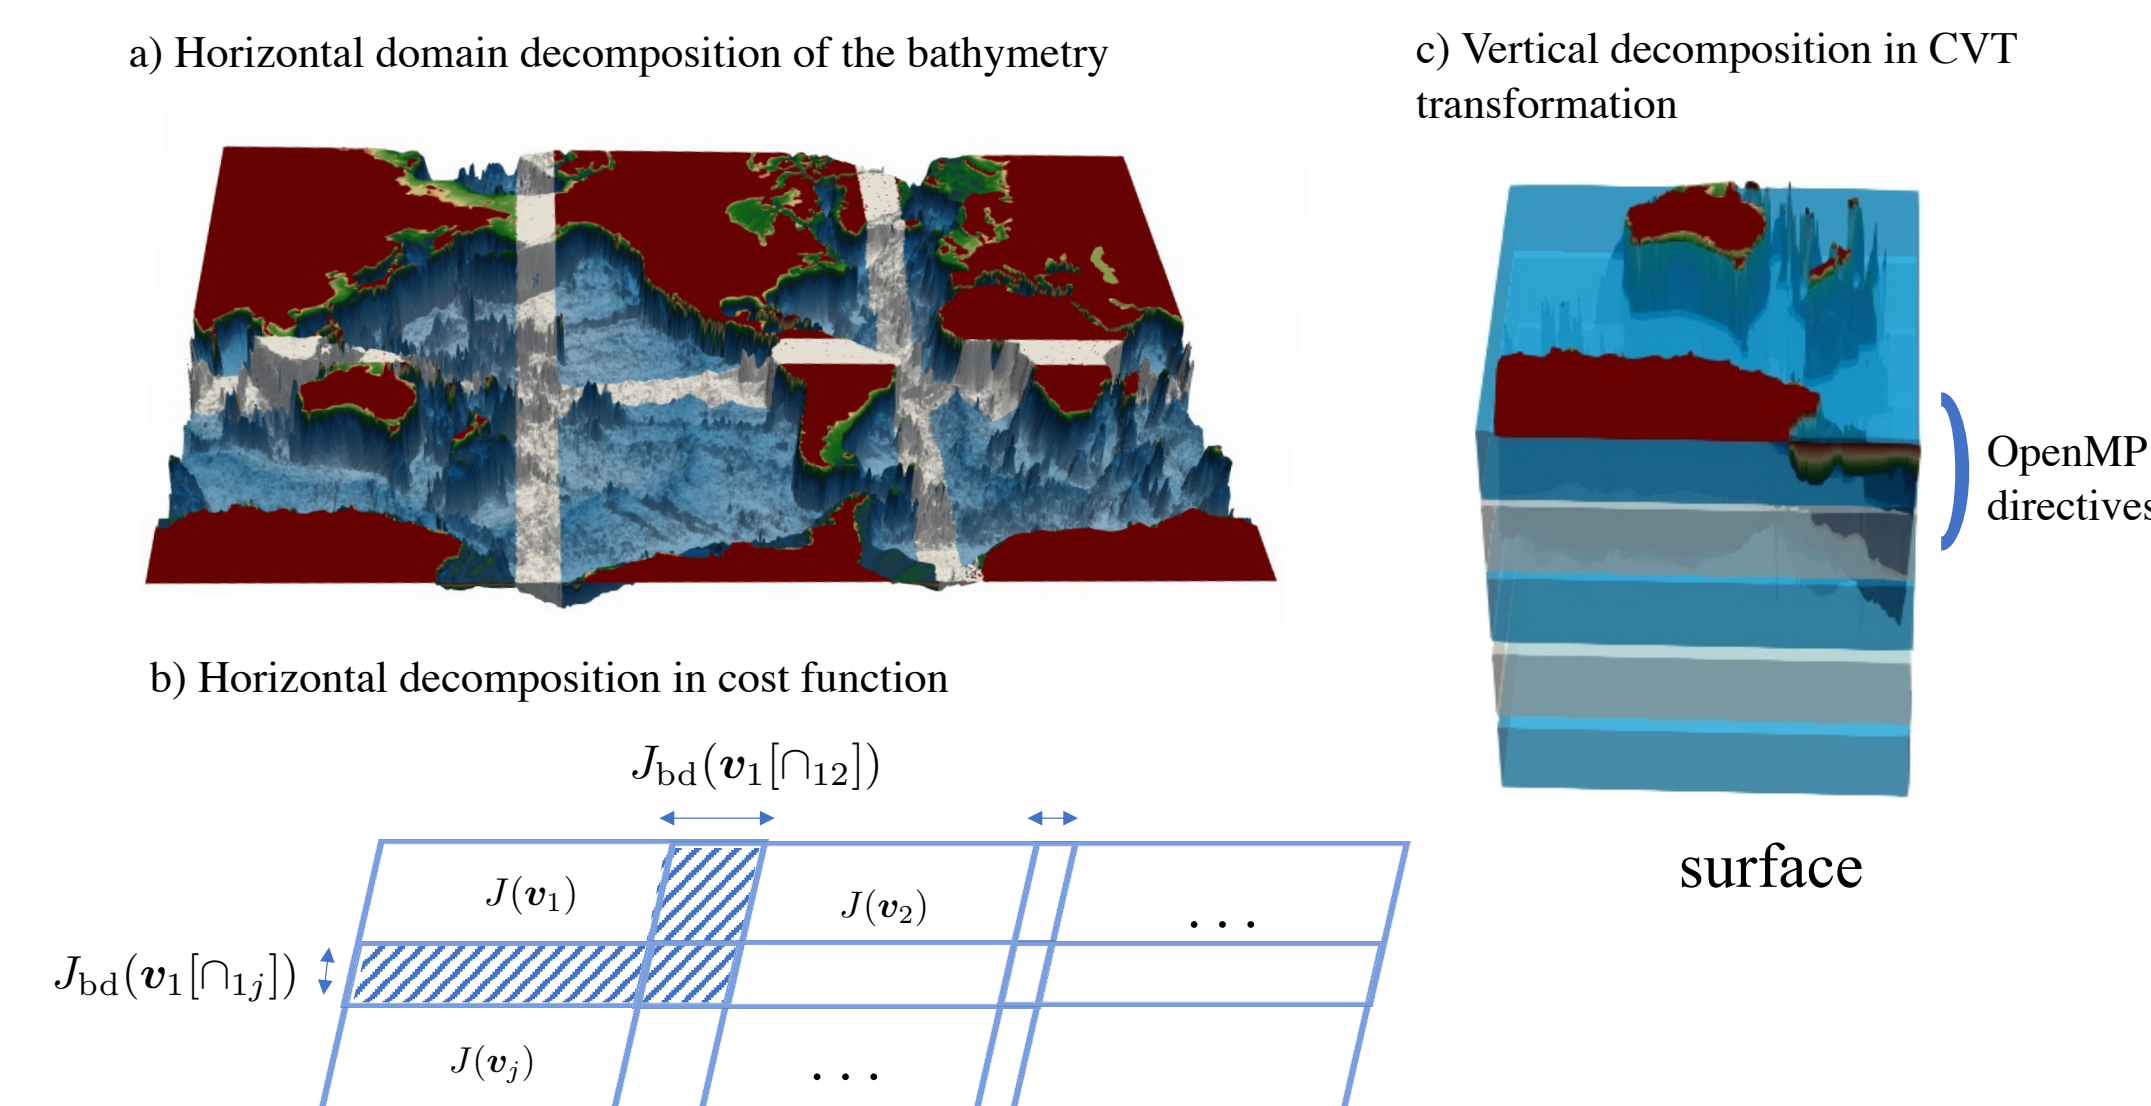 a) Horizontal domain decomposition of the bathymetry
c) Vertical decomposition in CVT
transformation
OpenMP
directives
b) Horizontal decomposition in cost function
J_bd(v_1[∩_12])
surface
J(v_1)
J(v_2)
. . .
J_bd(v_1[∩_1j])
J(v_j)
. . .